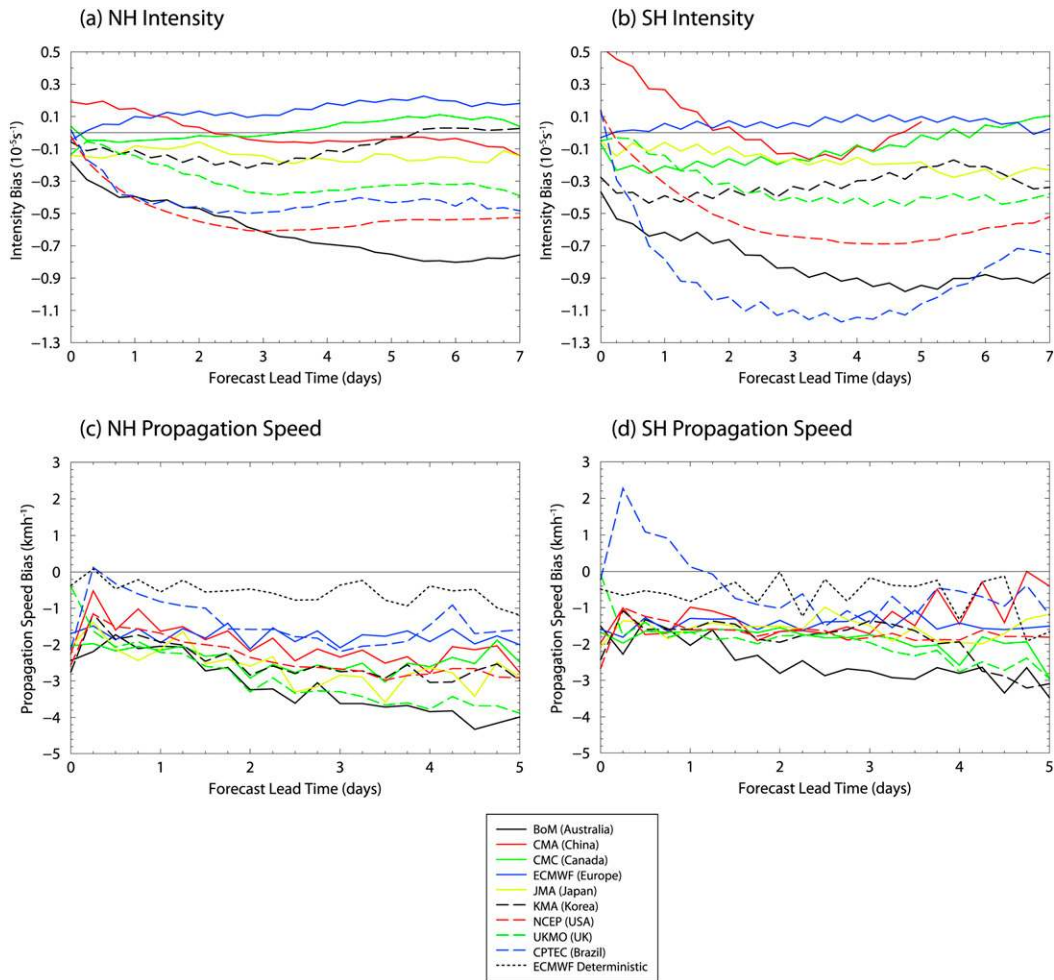 (a) NH Intensity
Intensity Bias (10⁻⁵s⁻¹)
0.5
0.3
0.1
−0.1
−0.3
−0.5
−0.7
−0.9
−1.1
−1.3
0 1 2 3 4 5 6 7
Forecast Lead Time (days)
(b) SH Intensity
Intensity Bias (10⁻⁵s⁻¹)
0.5
0.3
0.1
−0.1
−0.3
−0.5
−0.7
−0.9
−1.1
−1.3
0 1 2 3 4 5 6 7
Forecast Lead Time (days)
(c) NH Propagation Speed
Propagation Speed Bias (kmh⁻¹)
3
2
1
0
−1
−2
−3
−4
−5
0 1 2 3 4 5
Forecast Lead Time (days)
(d) SH Propagation Speed
Propagation Speed Bias (kmh⁻¹)
3
2
1
0
−1
−2
−3
−4
−5
0 1 2 3 4 5
Forecast Lead Time (days)
BoM (Australia)
CMA (China)
CMC (Canada)
ECMWF (Europe)
JMA (Japan)
KMA (Korea)
NCEP (USA)
UKMO (UK)
CPTEC (Brazil)
ECMWF Deterministic